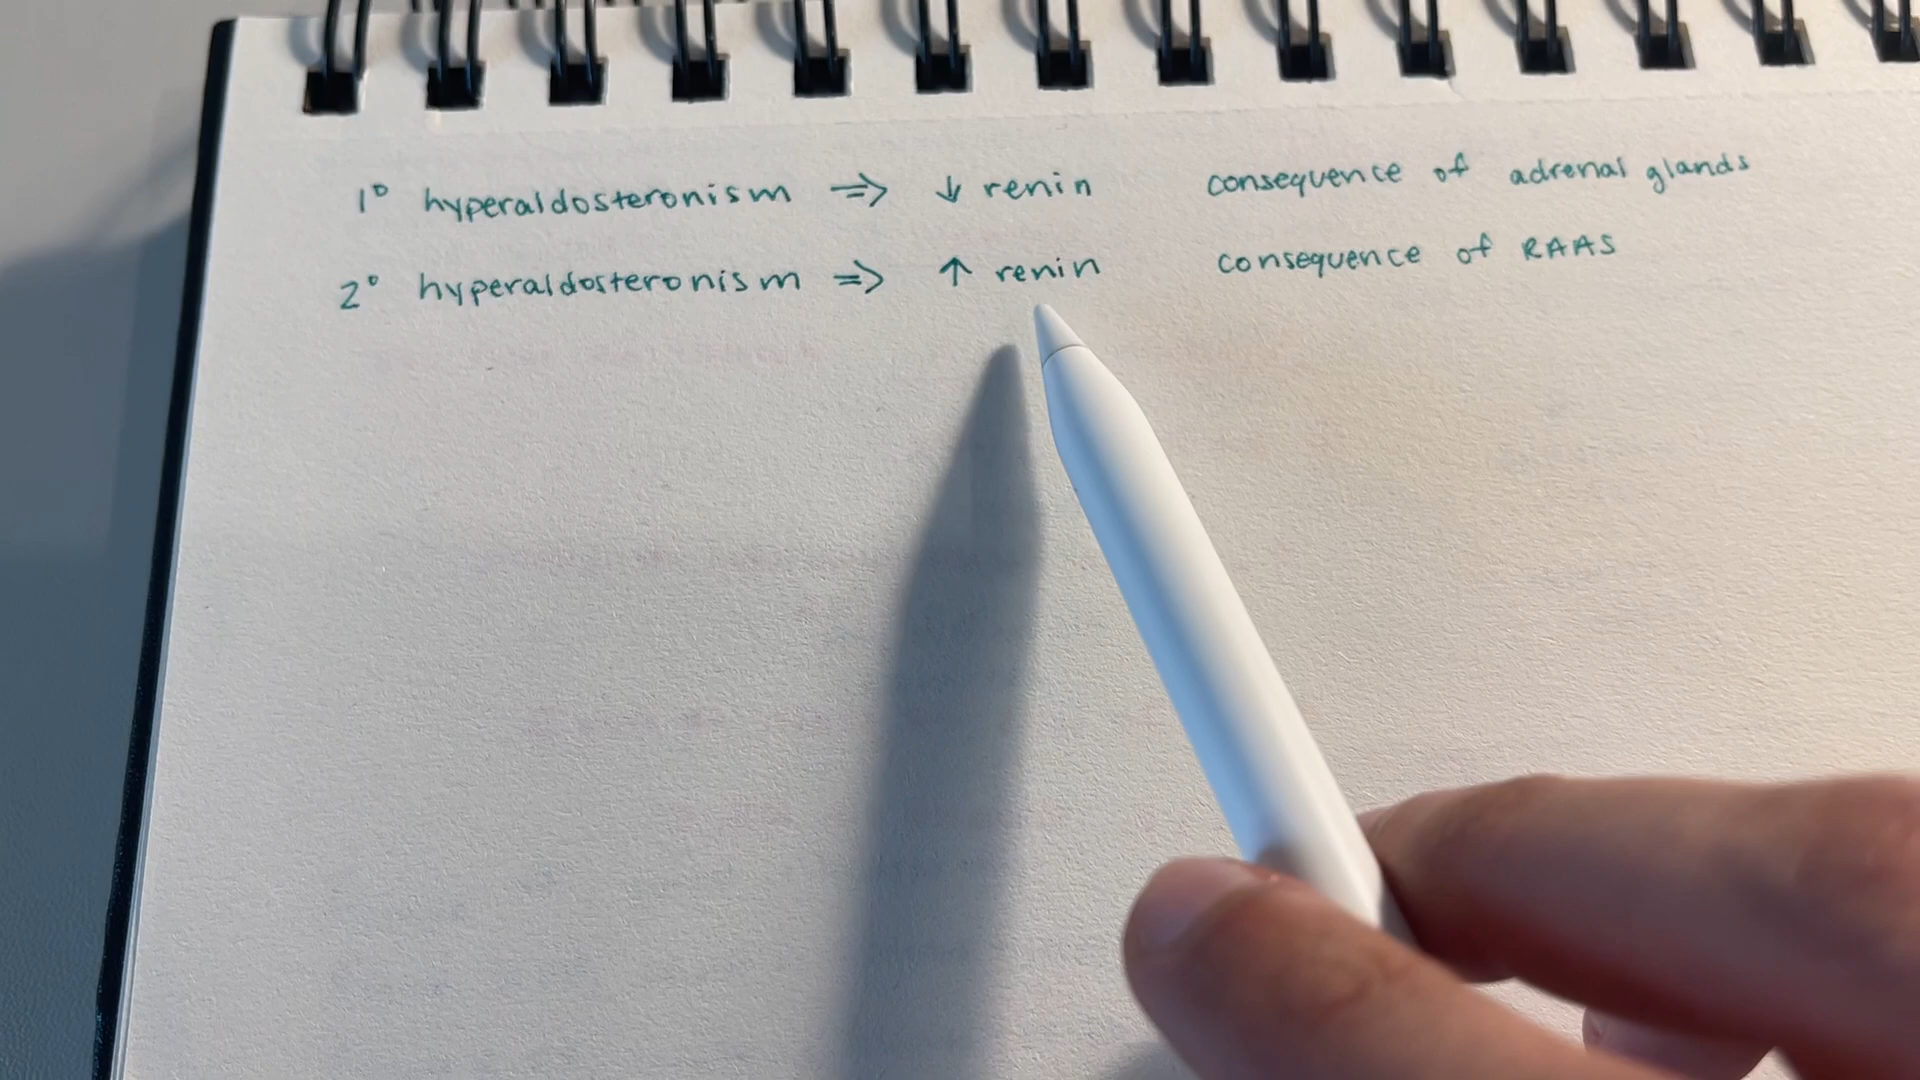 1° hyperaldosteronism ⇒ ↓ renin consequence of adrenal glands
2° hyperaldosteronism ⇒ ↑ renin consequence of RAAS